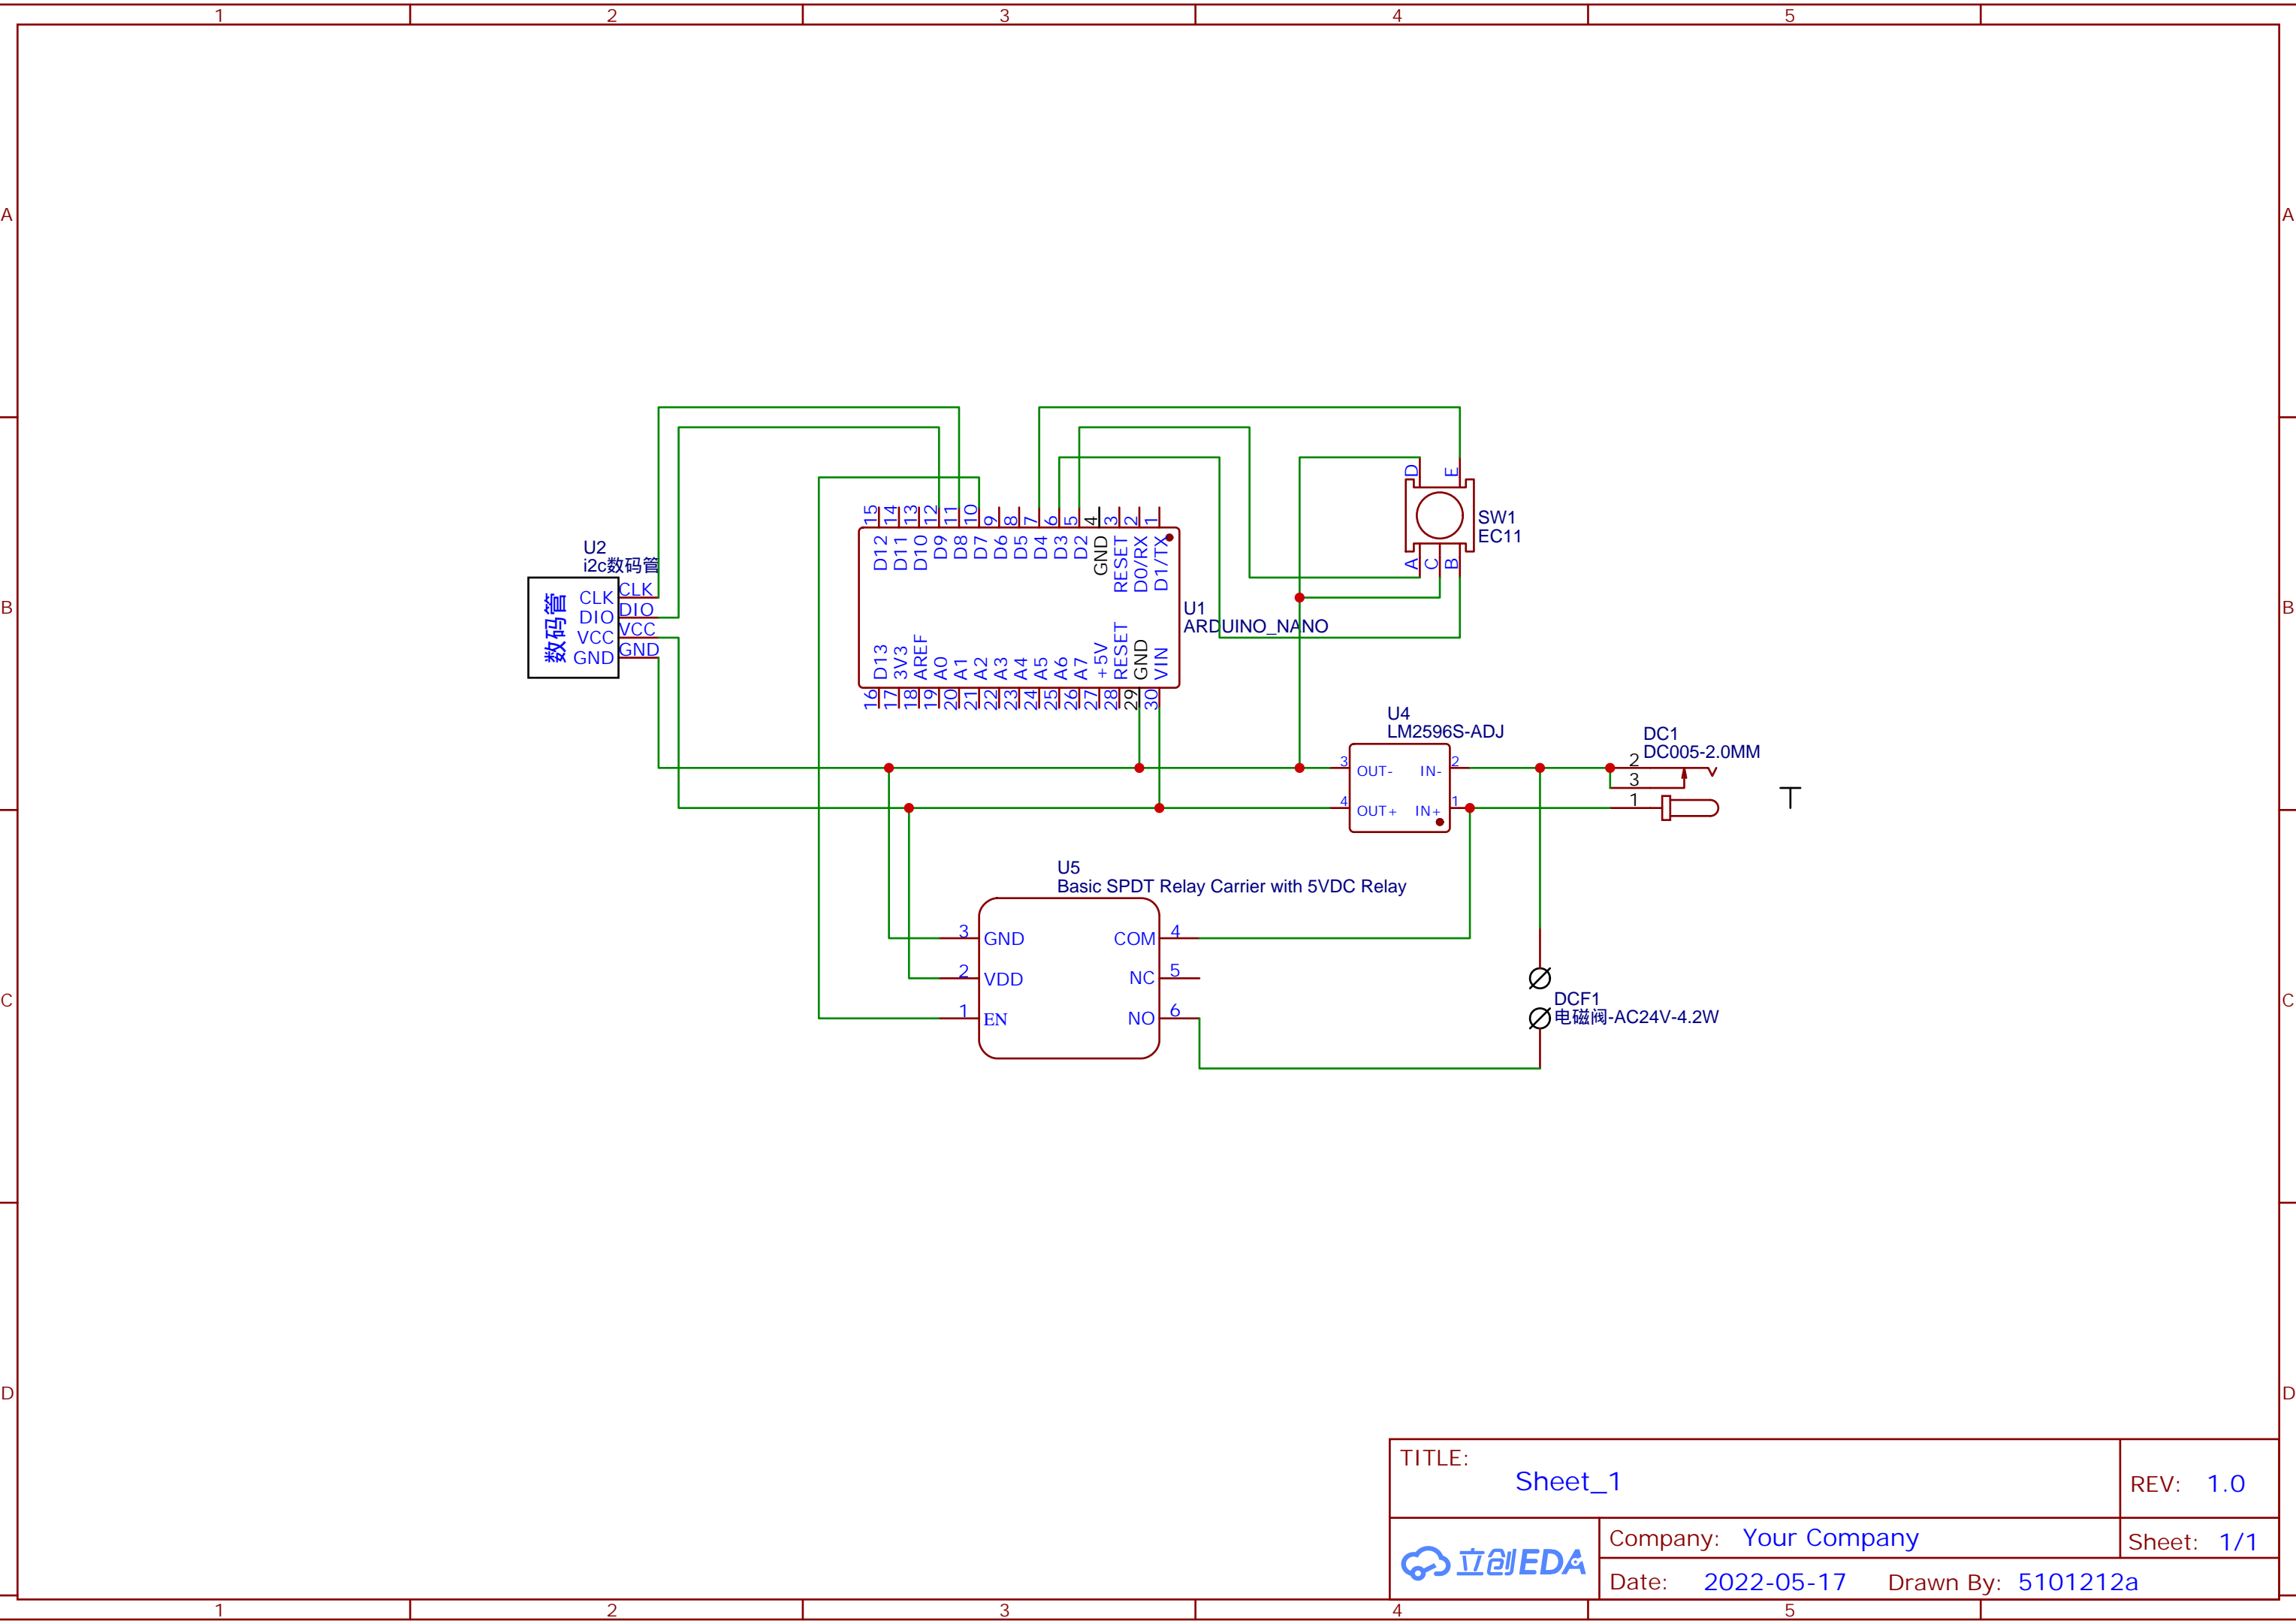 1 2 3 4 5
A A
B B
C C
D D
U2
i2c数码管
数码管
CLK CLK
DIO DIO
VCC VCC
GND GND
15 14 13 12 11 10 9 8 7 6 5 4 3 2 1
D12 D11 D10 D9 D8 D7 D6 D5 D4 D3 D2 GND RESET D0/RX D1/TX
U1
ARDUINO_NANO
D13 3V3 AREF A0 A1 A2 A3 A4 A5 A6 A7 +5V RESET GND VIN
16 17 18 19 20 21 22 23 24 25 26 27 28 29 30
D E
SW1
EC11
A C B
U4
LM2596S-ADJ
3 OUT- IN- 2
4 OUT+ IN+ 1
DC1
DC005-2.0MM
2
3
1
U5
Basic SPDT Relay Carrier with 5VDC Relay
3 GND COM 4
2 VDD NC 5
1 EN NO 6
DCF1
电磁阀-AC24V-4.2W
T
TITLE:
Sheet_1
REV: 1.0
立创EDA
Company: Your Company
Sheet: 1/1
Date: 2022-05-17 Drawn By: 5101212a
1 2 3 4 5